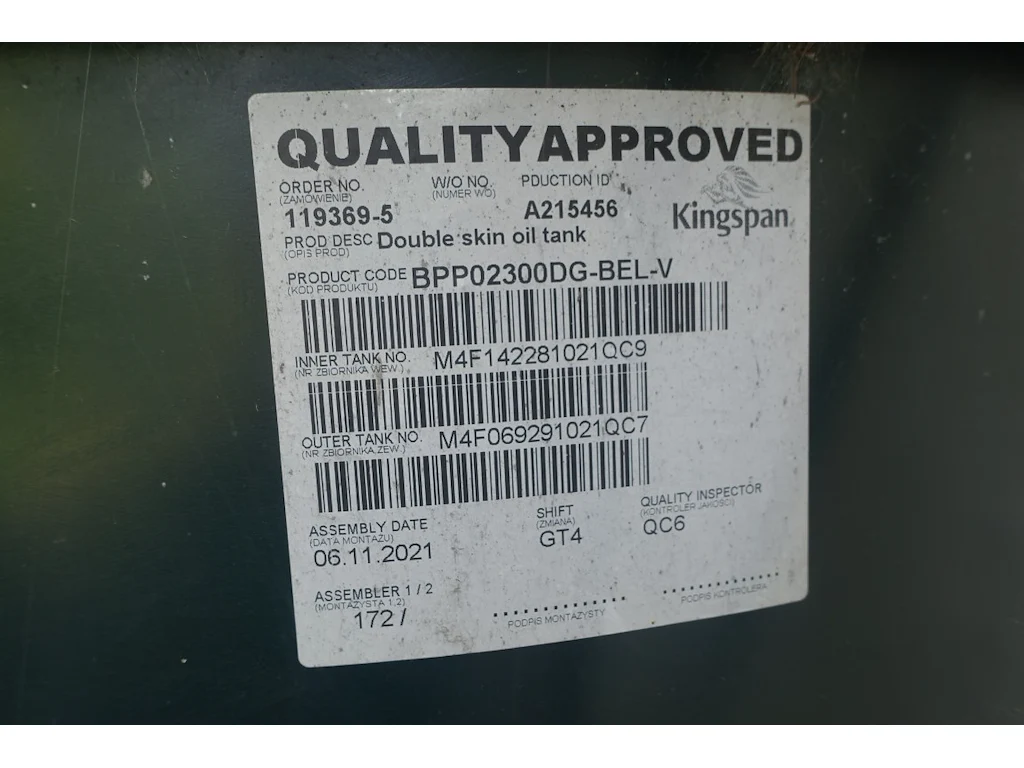 QUALITY APPROVED
ORDER NO. W/O NO. PDUCTION ID
(ZAMOWIENIE) (NUMER WO)
119369-5 A215456
Kingspan
PROD DESC Double skin oil tank
(OPIS PROD)
PRODUCT CODE BPP02300DG-BEL-V
(KOD PRODUKTU)
INNER TANK NO. M4F142281021QC9
(NR ZBIORNIKA WEW.)
OUTER TANK NO. M4F069291021QC7
(NR ZBIORNIKA ZEW.)
ASSEMBLY DATE SHIFT QUALITY INSPECTOR
(DATA MONTAZU) (ZMIANA) (KONTROLER JAKOSCI)
06.11.2021 GT4 QC6
ASSEMBLER 1 / 2
(MONTAZYSTA 1,2)
172 /
PODPIS MONTAZYSTY PODPIS KONTROLERA